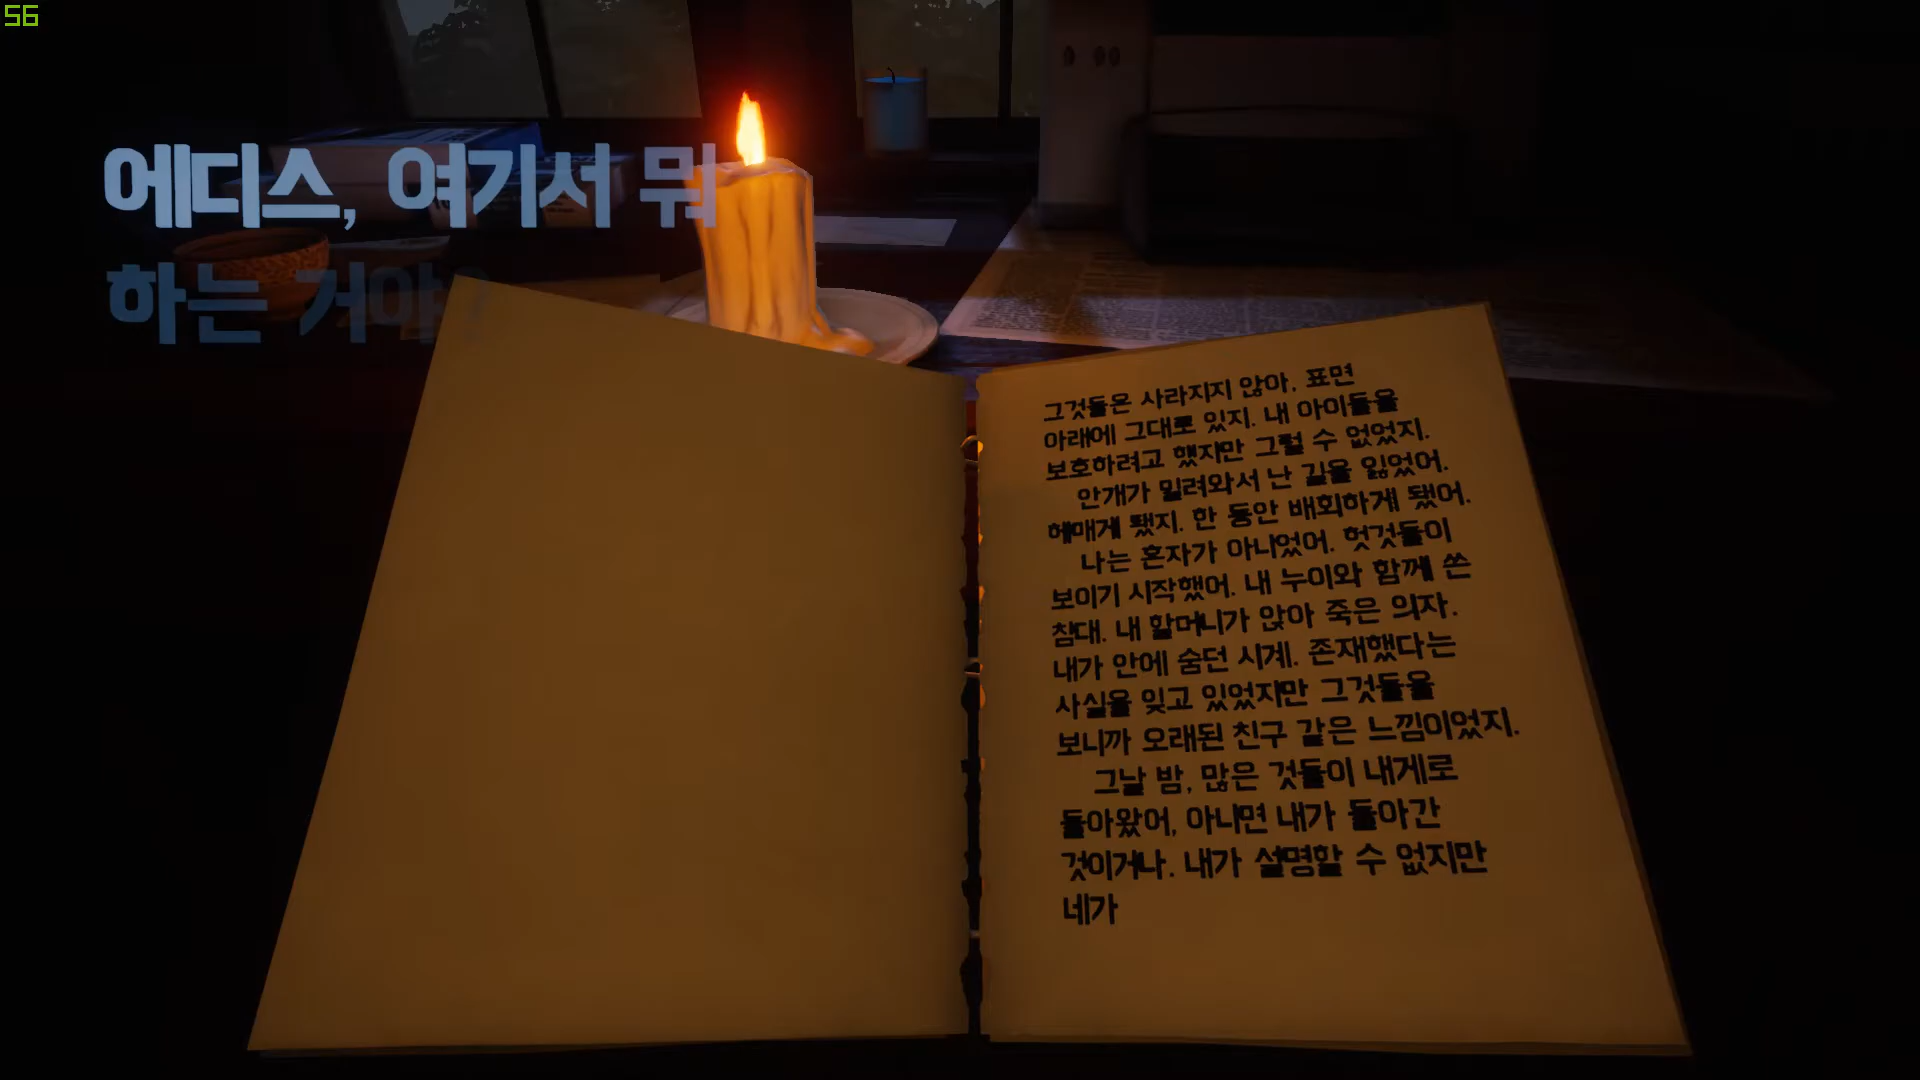 56
에디스, 여기서 뭐
하는 거야?
그것들은 사라지지 않아, 표면
아래에 그대로 있지. 내 아이들을
보호하려고 했지만 그럴 수 없었지.
안개가 밀려와서 난 길을 잃었어.
헤매게 됐지. 한 동안 배회하게 됐어.
나는 혼자가 아니었어. 헛것들이
보이기 시작했어. 내 누이와 함께 쓴
침대. 내 할머니가 앉아 죽은 의자.
내가 안에 숨던 시계. 존재했다는
사실을 잊고 있었지만 그것들을
보니까 오래된 친구 같은 느낌이었지.
그날 밤, 많은 것들이 내게로
돌아왔어, 아니면 내가 돌아간
것이거나. 내가 설명할 수 없지만
네가